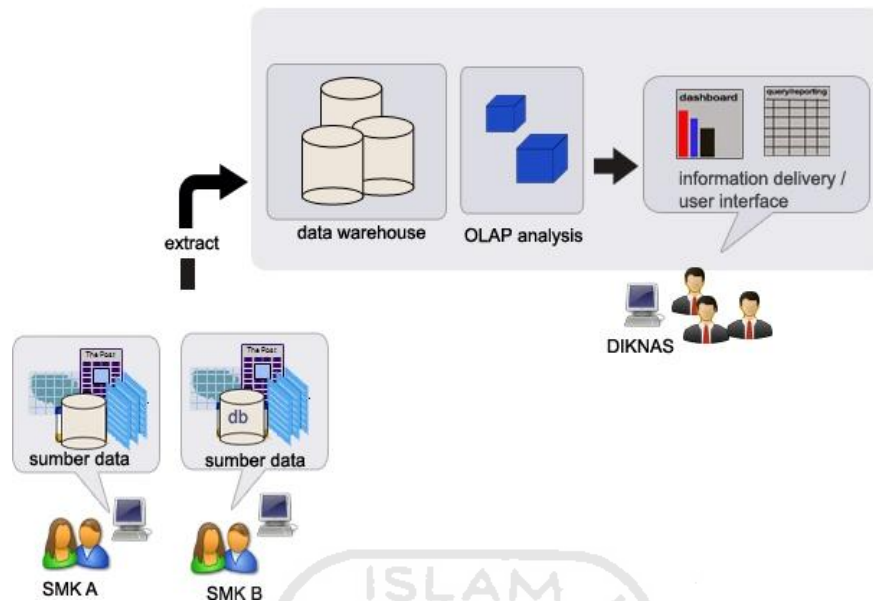 dashboard
query/reporting
information delivery /
user interface
data warehouse
OLAP analysis
extract
DIKNAS
The Post
The Post
db
sumber data
sumber data
SMK A
SMK B
ISLAM